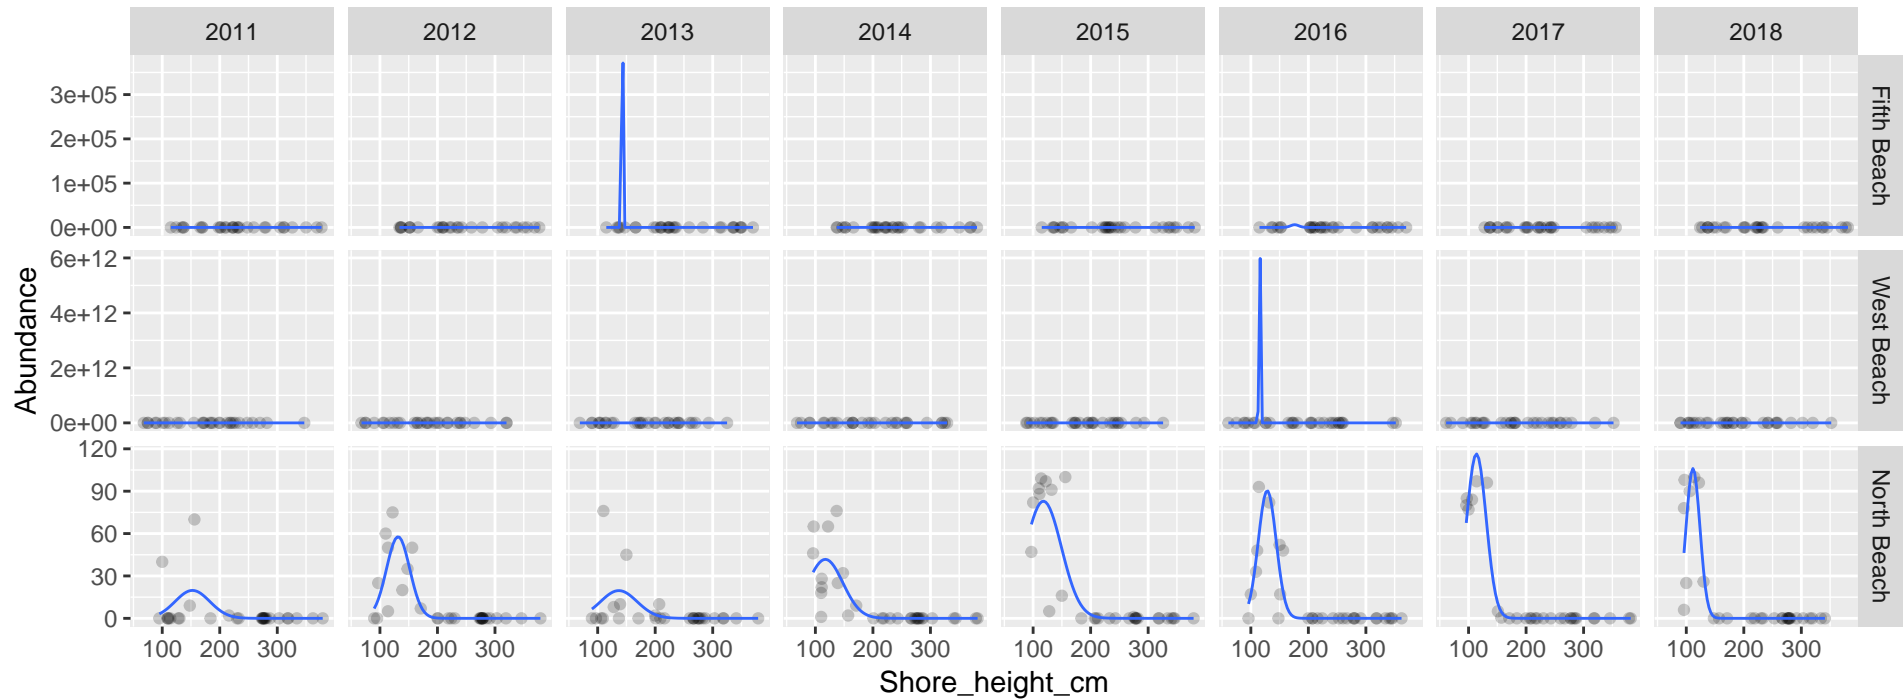 2011 2012 2013 2014 2015 2016 2017 2018
3e+05
2e+05
1e+05
0e+00
Fifth Beach
6e+12
4e+12
2e+12
0e+00
West Beach
Abundance
120
90
60
30
0
North Beach
100 200 300 100 200 300 100 200 300 100 200 300 100 200 300 100 200 300 100 200 300 100 200 300
Shore_height_cm